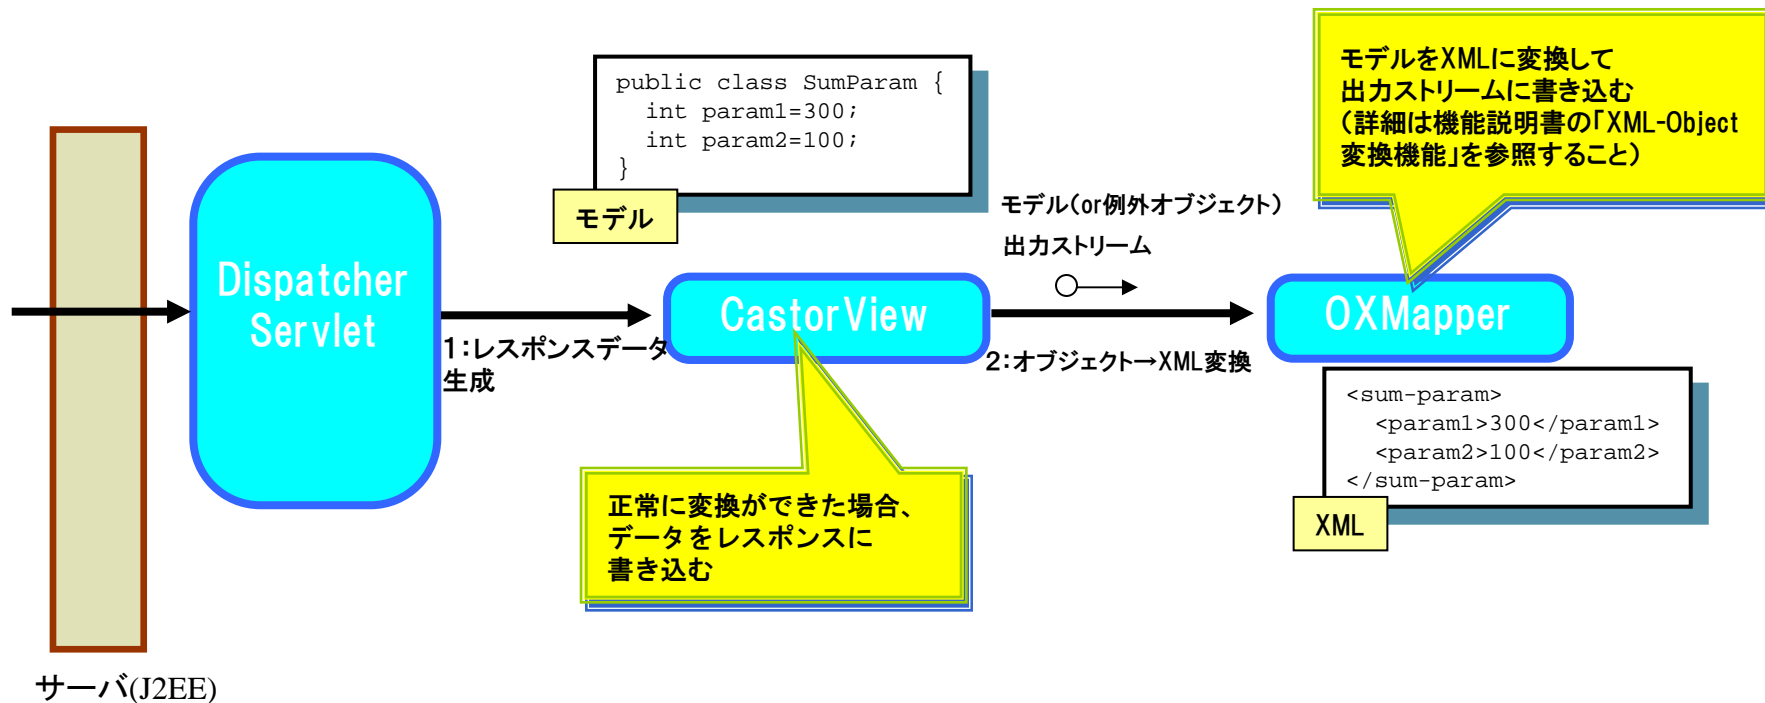 public class SumParam {
int param1=300;
int param2=100;
}
モデル
モデルをXMLに変換して
出力ストリームに書き込む
(詳細は機能説明書の「XML-Object
変換機能」を参照すること)
モデル(or例外オブジェクト)
出力ストリーム
Dispatcher
Servlet
1:レスポンスデータ
生成
CastorView
2:オブジェクト→XML変換
OXMapper
<sum-param>
<param1>300</param1>
<param2>100</param2>
</sum-param>
XML
正常に変換ができた場合、
データをレスポンスに
書き込む
サーバ(J2EE)